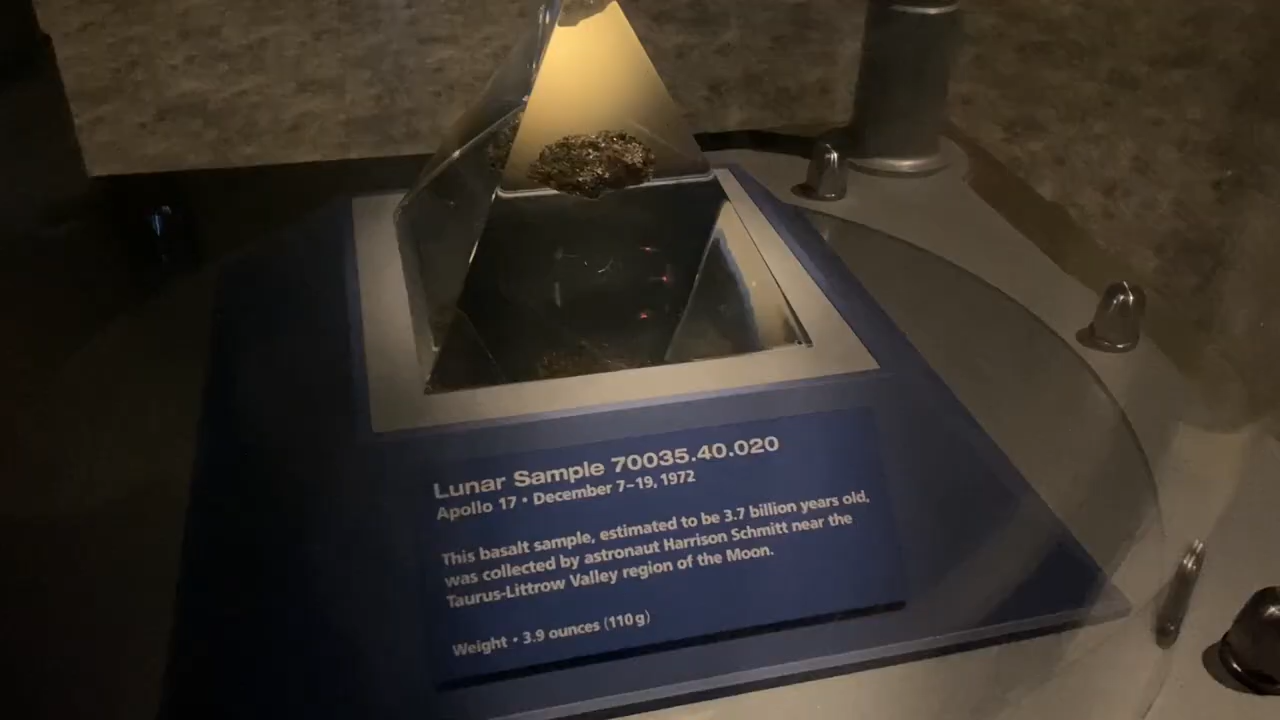 Lunar Sample 70035.40.020
Apollo 17 • December 7–19, 1972
This basalt sample, estimated to be 3.7 billion years old,
was collected by astronaut Harrison Schmitt near the
Taurus-Littrow Valley region of the Moon.
Weight • 3.9 ounces (110 g)